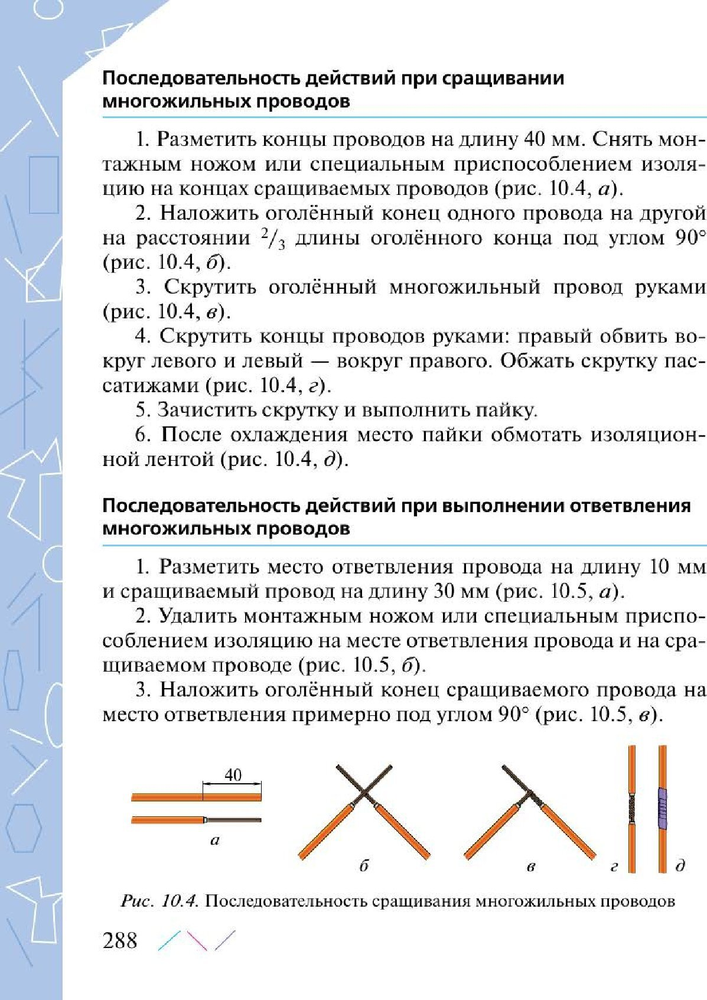 Последовательность действий при сращивании
многожильных проводов
1. Разметить концы проводов на длину 40 мм. Снять мон-
тажным ножом или специальным приспособлением изоля-
цию на концах сращиваемых проводов (рис. 10.4, а).
2. Наложить оголённый конец одного провода на другой
на расстоянии 2/3 длины оголённого конца под углом 90°
(рис. 10.4, б).
3. Скрутить оголённый многожильный провод руками
(рис. 10.4, в).
4. Скрутить концы проводов руками: правый обвить во-
круг левого и левый — вокруг правого. Обжать скрутку пас-
сатижами (рис. 10.4, г).
5. Зачистить скрутку и выполнить пайку.
6. После охлаждения место пайки обмотать изоляцион-
ной лентой (рис. 10.4, д).
Последовательность действий при выполнении ответвления
многожильных проводов
1. Разметить место ответвления провода на длину 10 мм
и сращиваемый провод на длину 30 мм (рис. 10.5, а).
2. Удалить монтажным ножом или специальным приспо-
соблением изоляцию на месте ответвления провода и на сра-
щиваемом проводе (рис. 10.5, б).
3. Наложить оголённый конец сращиваемого провода на
место ответвления примерно под углом 90° (рис. 10.5, в).
40
а
б
в
г
д
Рис. 10.4. Последовательность сращивания многожильных проводов
288